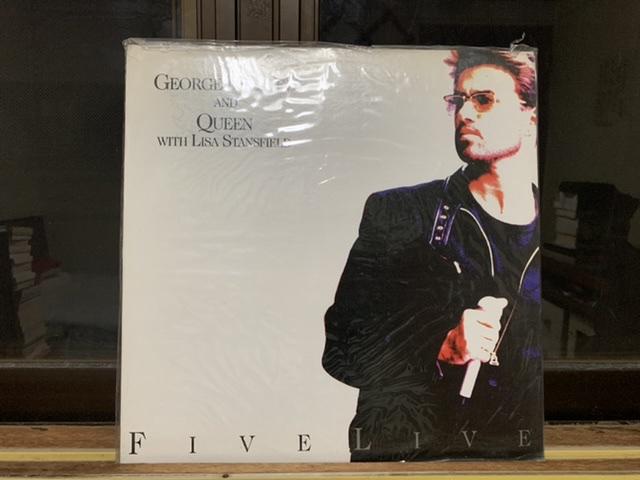 GEORGE
AND
QUEEN
WITH LISA STANSFIELD
FIVE LIVE